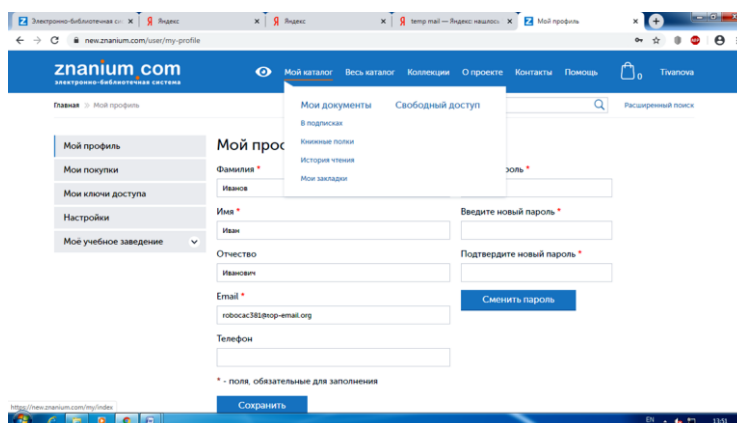 Электронно-библиотечная си
Яндекс
Яндекс
temp mail — Яндекс: нашлось
Мой профиль
new.znanium.com/user/my-profile
znanium.com
электронно-библиотечная система
Мой каталог Весь каталог Коллекции О проекте Контакты Помощь 0 Tivanova
Главная » Мой профиль
Мои документы Свободный доступ
Расширенный поиск
В подписках
Книжные полки
История чтения
Мои закладки
Мой профиль
Мои покупки
Мои ключи доступа
Настройки
Моё учебное заведение
Мой про
Фамилия *
Иванов
Имя *
Иван
Отчество
Иванович
Email *
robocac381@top-email.org
Телефон
* - поля, обязательные для заполнения
Сохранить
роль *
Введите новый пароль *
Подтвердите новый пароль *
Сменить пароль
https://new.znanium.com/my/index
EN 13:51